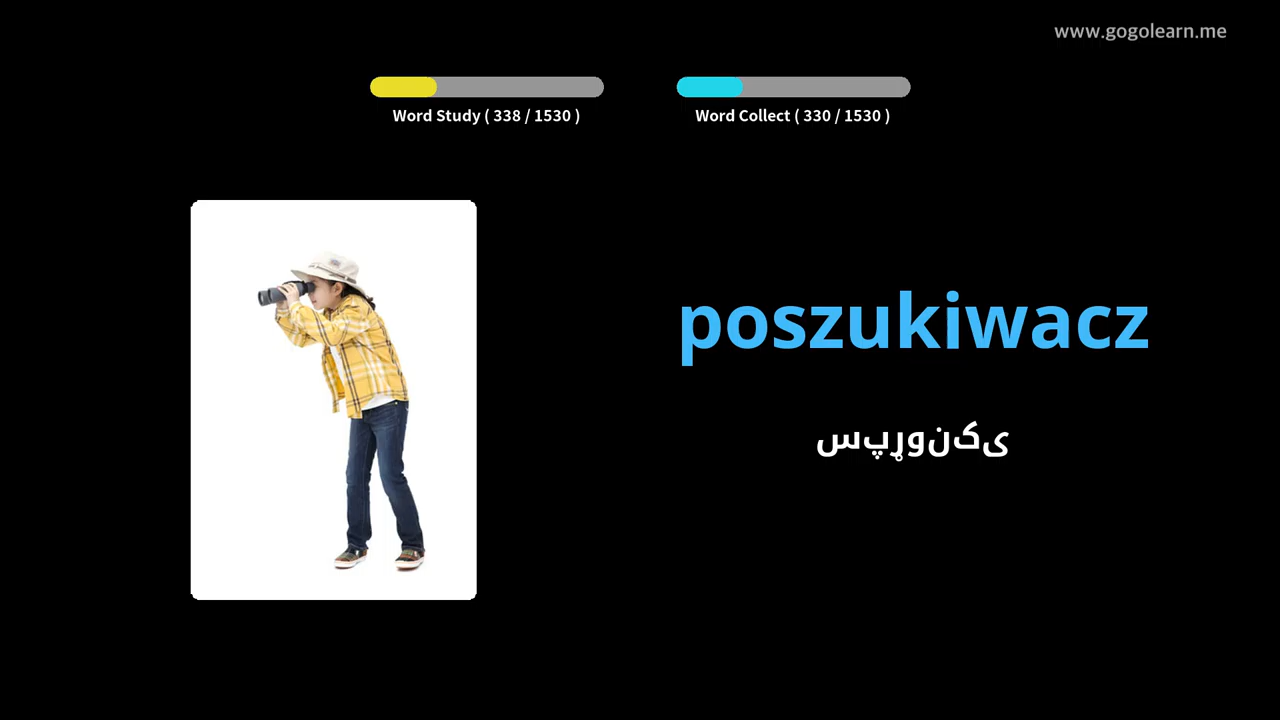 www.gogolearn.me
Word Study ( 338 / 1530 )
Word Collect ( 330 / 1530 )
poszukiwacz
سپړونکی